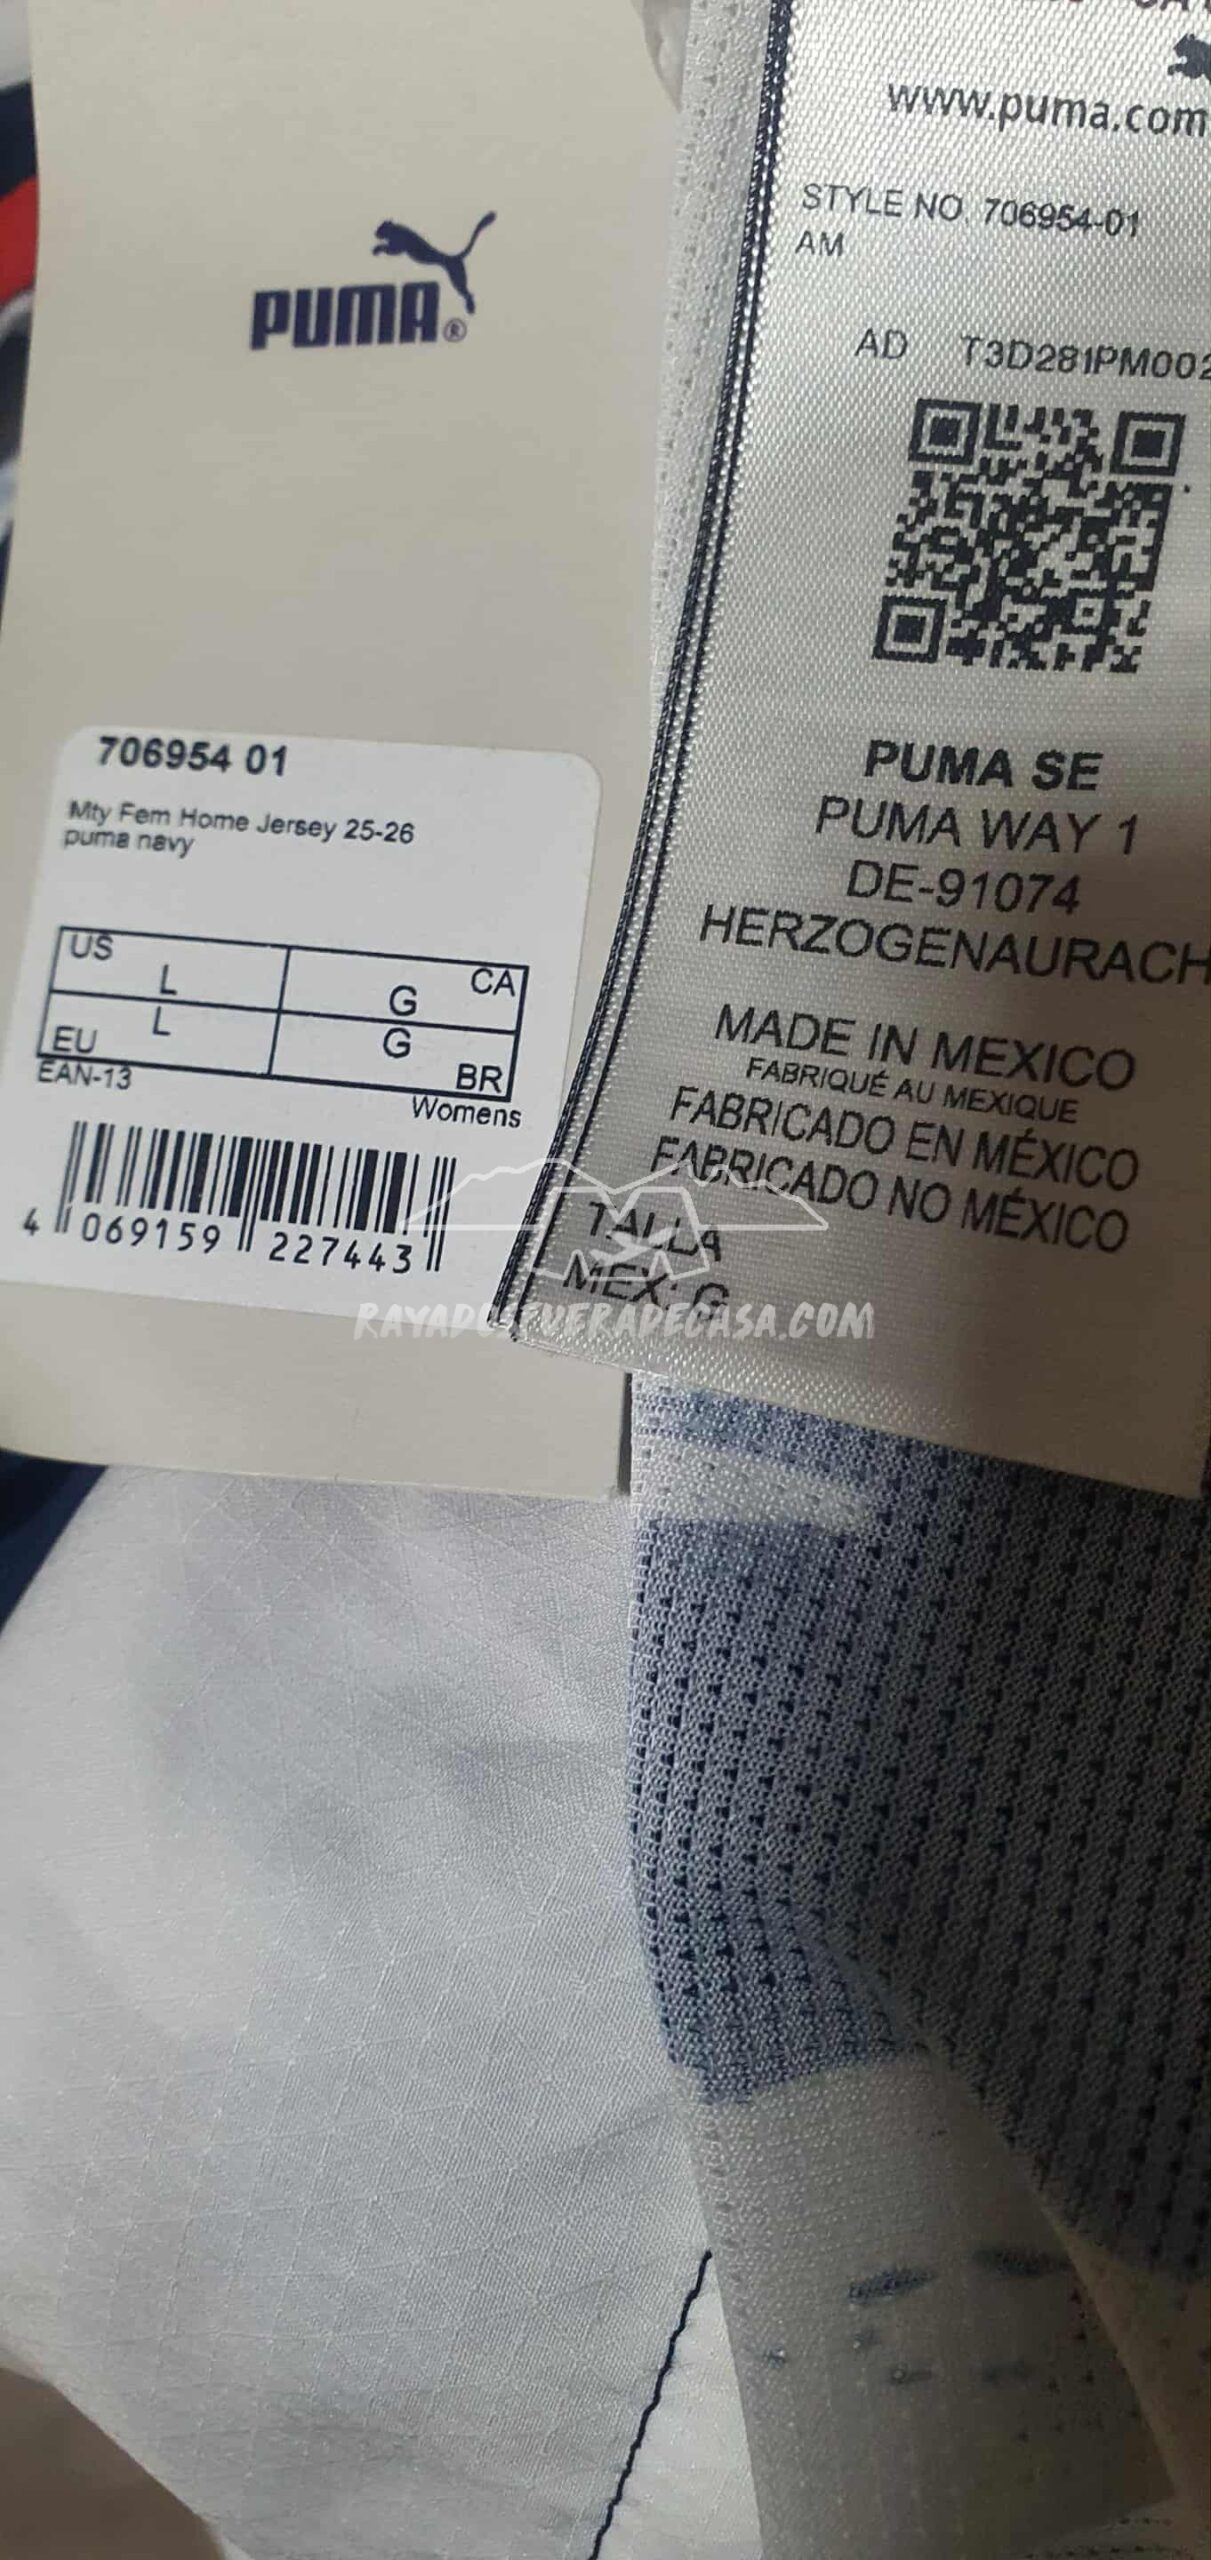 PUMA®
706954 01
Mty Fem Home Jersey 25-26
puma navy
US L G CA
EU L G BR
EAN-13
Womens
4 069159 227443
www.puma.com
STYLE NO. 706954-01
AM
AD T3D281PM002
PUMA SE
PUMA WAY 1
DE-91074
HERZOGENAURACH
MADE IN MEXICO
FABRIQUÉ AU MEXIQUE
FABRICADO EN MÉXICO
FABRICADO NO MÉXICO
TALLA
MEX: G
RAYADOSFUERADECASA.COM